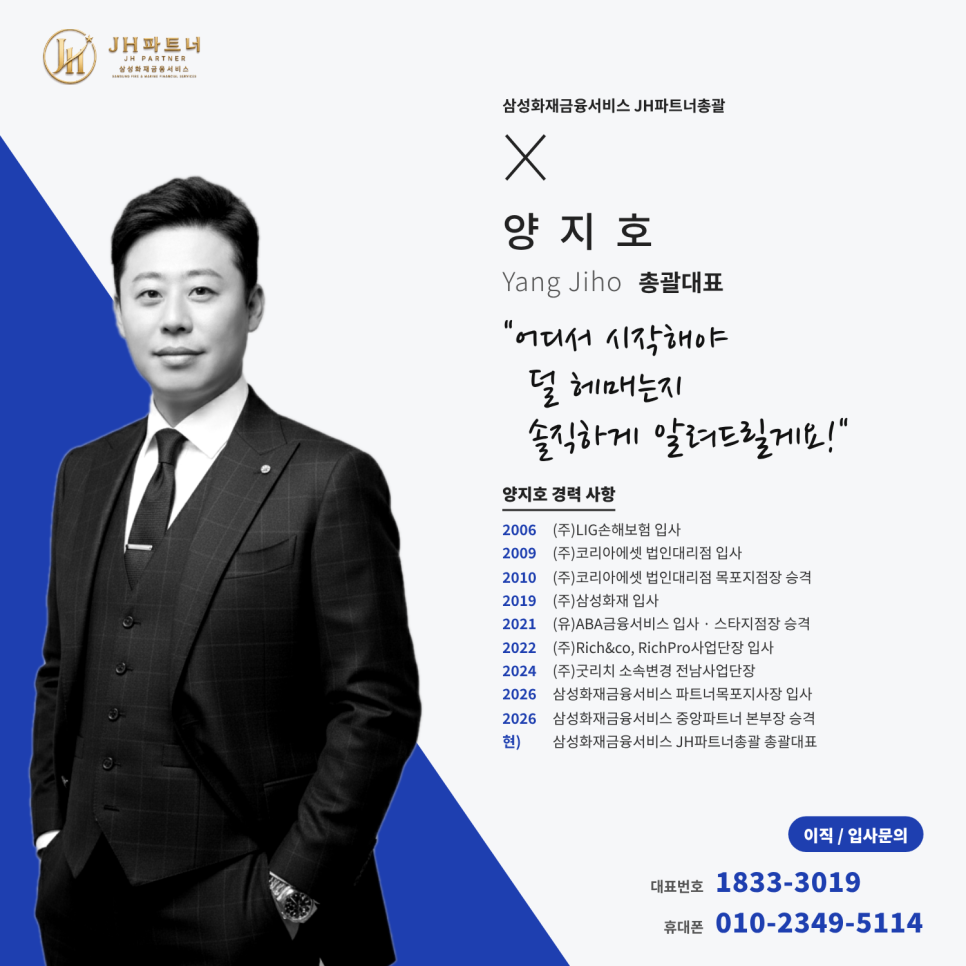 JH파트너
JH PARTNER
삼성화재금융서비스
SAMSUNG FIRE & MARINE FINANCIAL SERVICES
삼성화재금융서비스 JH파트너총괄
양지호
Yang Jiho 총괄대표
"어디서 시작해야
덜 헤매는지
솔직하게 알려드릴게요!"
양지호 경력 사항
2006 (주)LIG손해보험 입사
2009 (주)코리아에셋 법인대리점 입사
2010 (주)코리아에셋 법인대리점 목포지점장 승격
2019 (주)삼성화재 입사
2021 (유)ABA금융서비스 입사 · 스타지점장 승격
2022 (주)Rich&co, RichPro사업단장 입사
2024 (주)굿리치 소속변경 전남사업단장
2026 삼성화재금융서비스 파트너목포지사장 입사
2026 삼성화재금융서비스 중앙파트너 본부장 승격
현) 삼성화재금융서비스 JH파트너총괄 총괄대표
이직 / 입사문의
대표번호 1833-3019
휴대폰 010-2349-5114